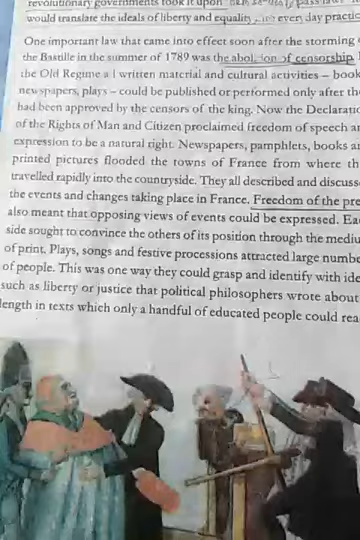 revolutionary governments took it upon pass laws
would translate the ideals of liberty and equality into every day practic
One important law that came into effect soon after the storming
the Bastille in the summer of 1789 was the abolition of censorship.
the Old Regime a l written material and cultural activities – book
newspapers, plays – could be published or performed only after the
had been approved by the censors of the king. Now the Declaratio
of the Rights of Man and Citizen proclaimed freedom of speech an
expression to be a natural right. Newspapers, pamphlets, books an
printed pictures flooded the towns of France from where th
travelled rapidly into the countryside. They all described and discusse
the events and changes taking place in France. Freedom of the pre
also meant that opposing views of events could be expressed. Eac
side sought to convince the others of its position through the mediu
of print. Plays, songs and festive processions attracted large numbe
of people. This was one way they could grasp and identify with ide
such as liberty or justice that political philosophers wrote about
length in texts which only a handful of educated people could rea